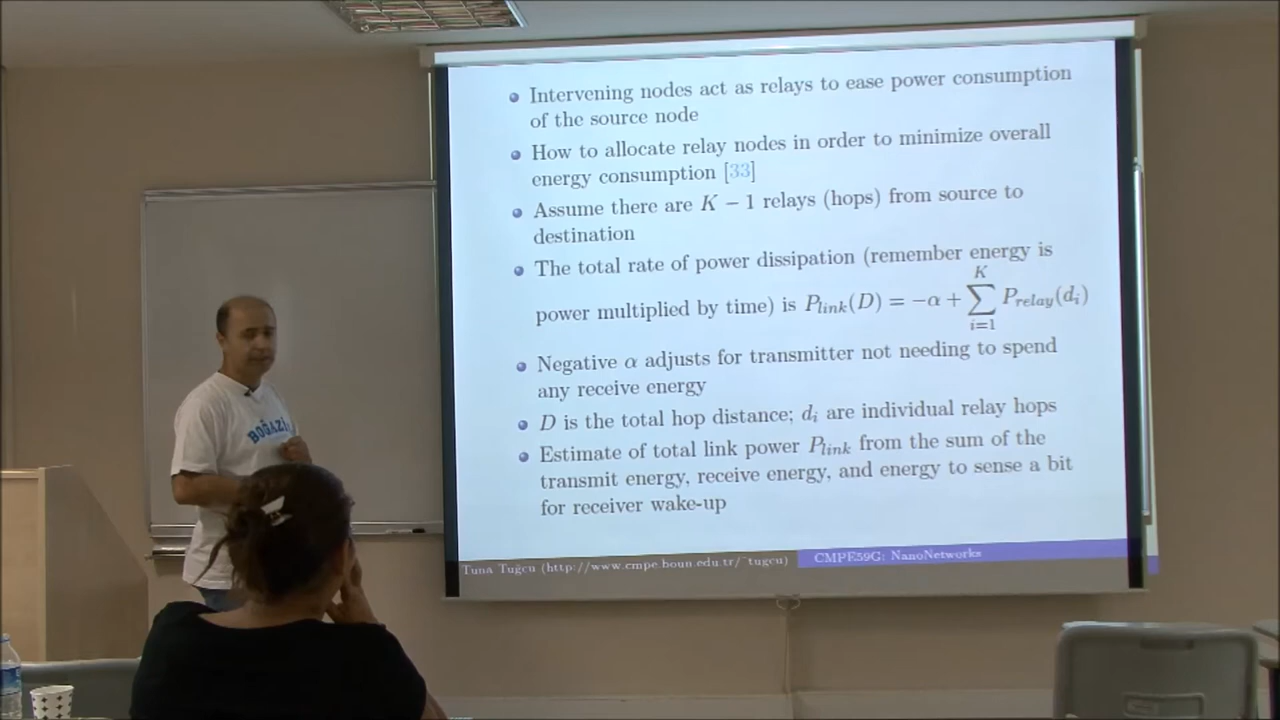 Intervening nodes act as relays to ease power consumption
of the source node
How to allocate relay nodes in order to minimize overall
energy consumption [33]
Assume there are K − 1 relays (hops) from source to
destination
The total rate of power dissipation (remember energy is
power multiplied by time) is P_link(D) = −α + ∑_{i=1}^{K} P_relay(d_i)
Negative α adjusts for transmitter not needing to spend
any receive energy
D is the total hop distance; d_i are individual relay hops
Estimate of total link power P_link from the sum of the
transmit energy, receive energy, and energy to sense a bit
for receiver wake-up
Tuna Tuğcu (http://www.cmpe.boun.edu.tr/~tugcu)
CMPE59G: NanoNetworks